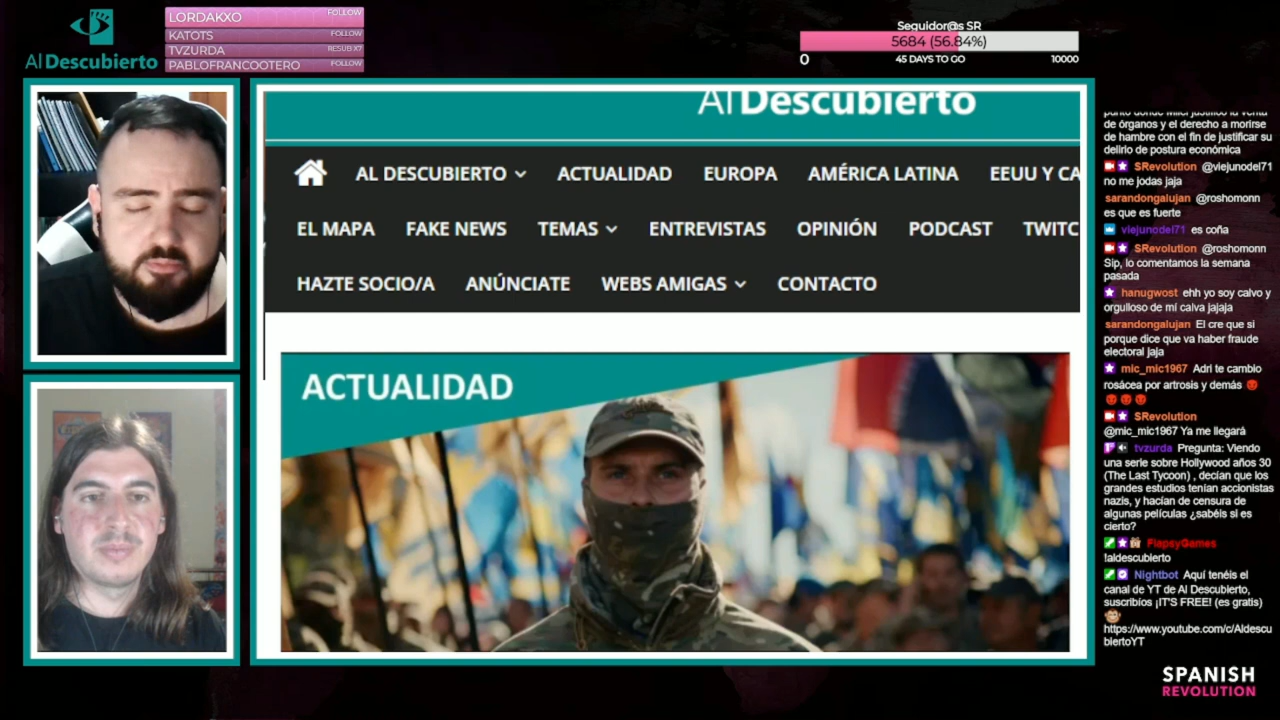 Al Descubierto
LORDAKXO FOLLOW
KATOTS FOLLOW
TVZURDA RESUB X7
PABLOFRANCOOTERO FOLLOW
Seguidor@s SR
5684 (56.84%)
0 45 DAYS TO GO 10000
Al Descubierto
AL DESCUBIERTO ACTUALIDAD EUROPA AMÉRICA LATINA EEUU Y CA
EL MAPA FAKE NEWS TEMAS ENTREVISTAS OPINIÓN PODCAST TWITC
HAZTE SOCIO/A ANÚNCIATE WEBS AMIGAS CONTACTO
ACTUALIDAD
punto donde Milei justificó la venta
de órganos y el derecho a morirse
de hambre con el fin de justificar su
delirio de postura económica
SRevolution @viejunodel71
no me jodas jaja
sarandongalujan @roshomonn
es que es fuerte
viejunodel71 es coña
SRevolution @roshomonn
Sip, lo comentamos la semana
pasada
hanugwost ehh yo soy calvo y
orgulloso de mi calva jajaja
sarandongalujan El cre que si
porque dice que va haber fraude
electoral jaja
mic_mic1967 Adri te cambio
rosácea por artrosis y demás
SRevolution
@mic_mic1967 Ya me llegará
tvzurda Pregunta: Viendo
una serie sobre Hollywood años 30
(The Last Tycoon) , decían que los
grandes estudios tenían accionistas
nazis, y hacían de censura de
algunas películas ¿sabéis si es
cierto?
FlapsyGames
!aldescubierto
Nightbot Aquí tenéis el
canal de YT de Al Descubierto,
suscribíos ¡IT'S FREE! (es gratis)
https://www.youtube.com/c/Aldescu
biertoYT
SPANISH
REVOLUTION